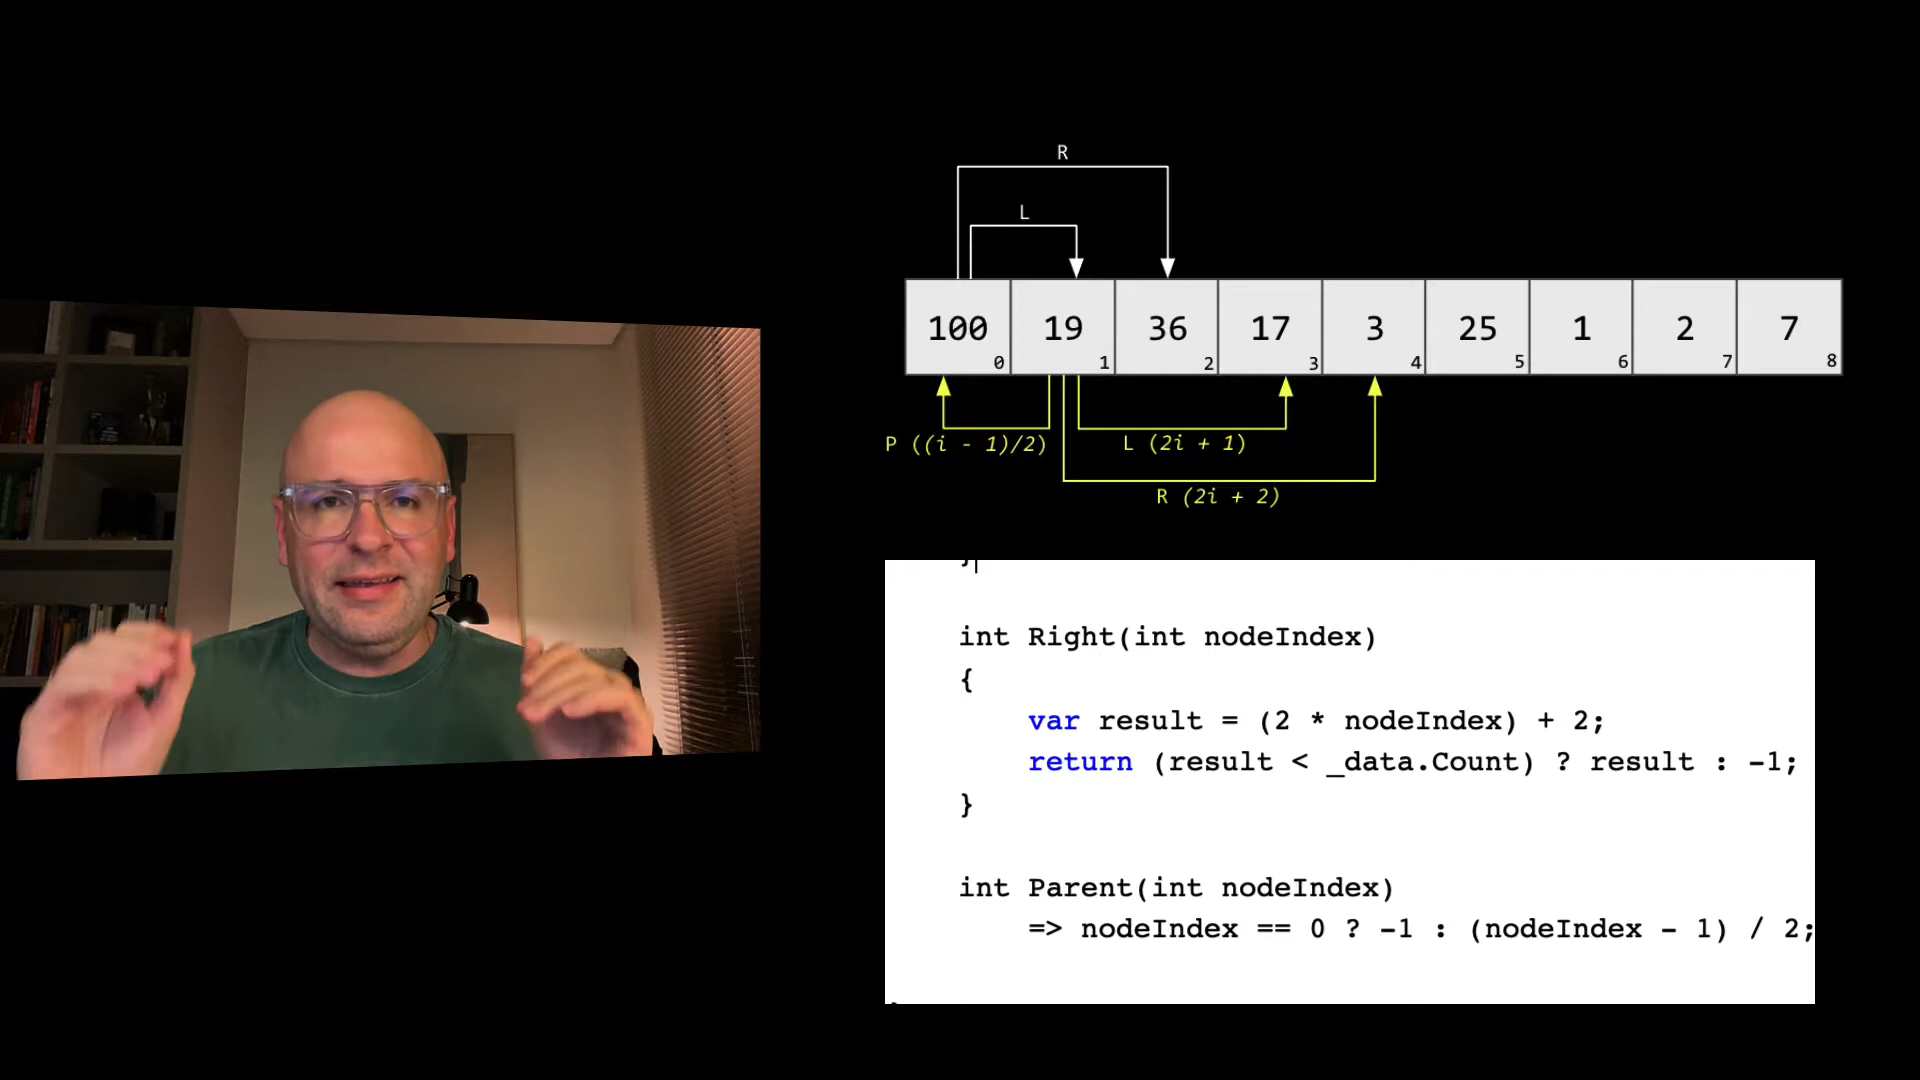 R
L
100 19 36 17 3 25 1 2 7
0 1 2 3 4 5 6 7 8
P ((i - 1)/2)
L (2i + 1)
R (2i + 2)
}
int Right(int nodeIndex)
{
var result = (2 * nodeIndex) + 2;
return (result < _data.Count) ? result : -1;
}
int Parent(int nodeIndex)
=> nodeIndex == 0 ? -1 : (nodeIndex - 1) / 2;